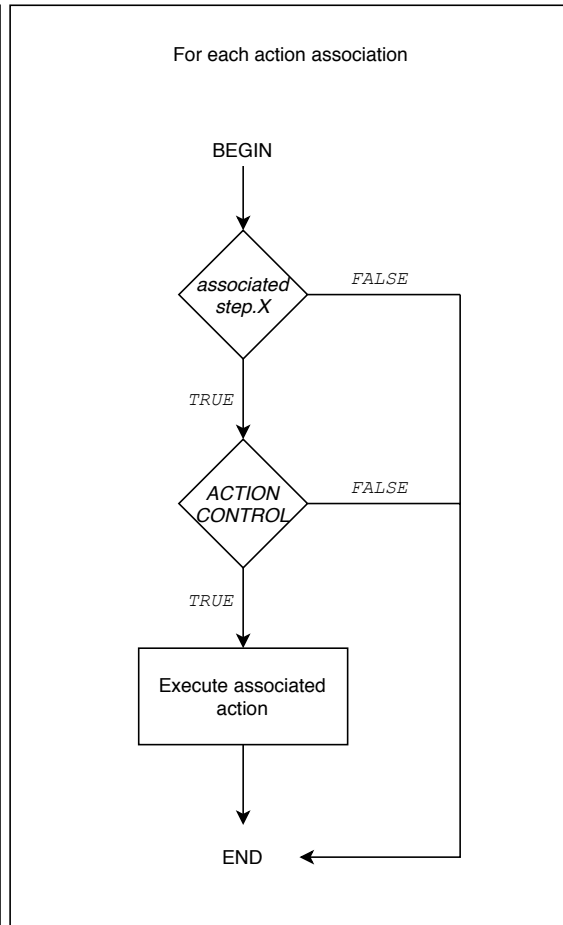 For each action association
BEGIN
associated
step.X
FALSE
TRUE
ACTION
CONTROL
FALSE
TRUE
Execute associated
action
END